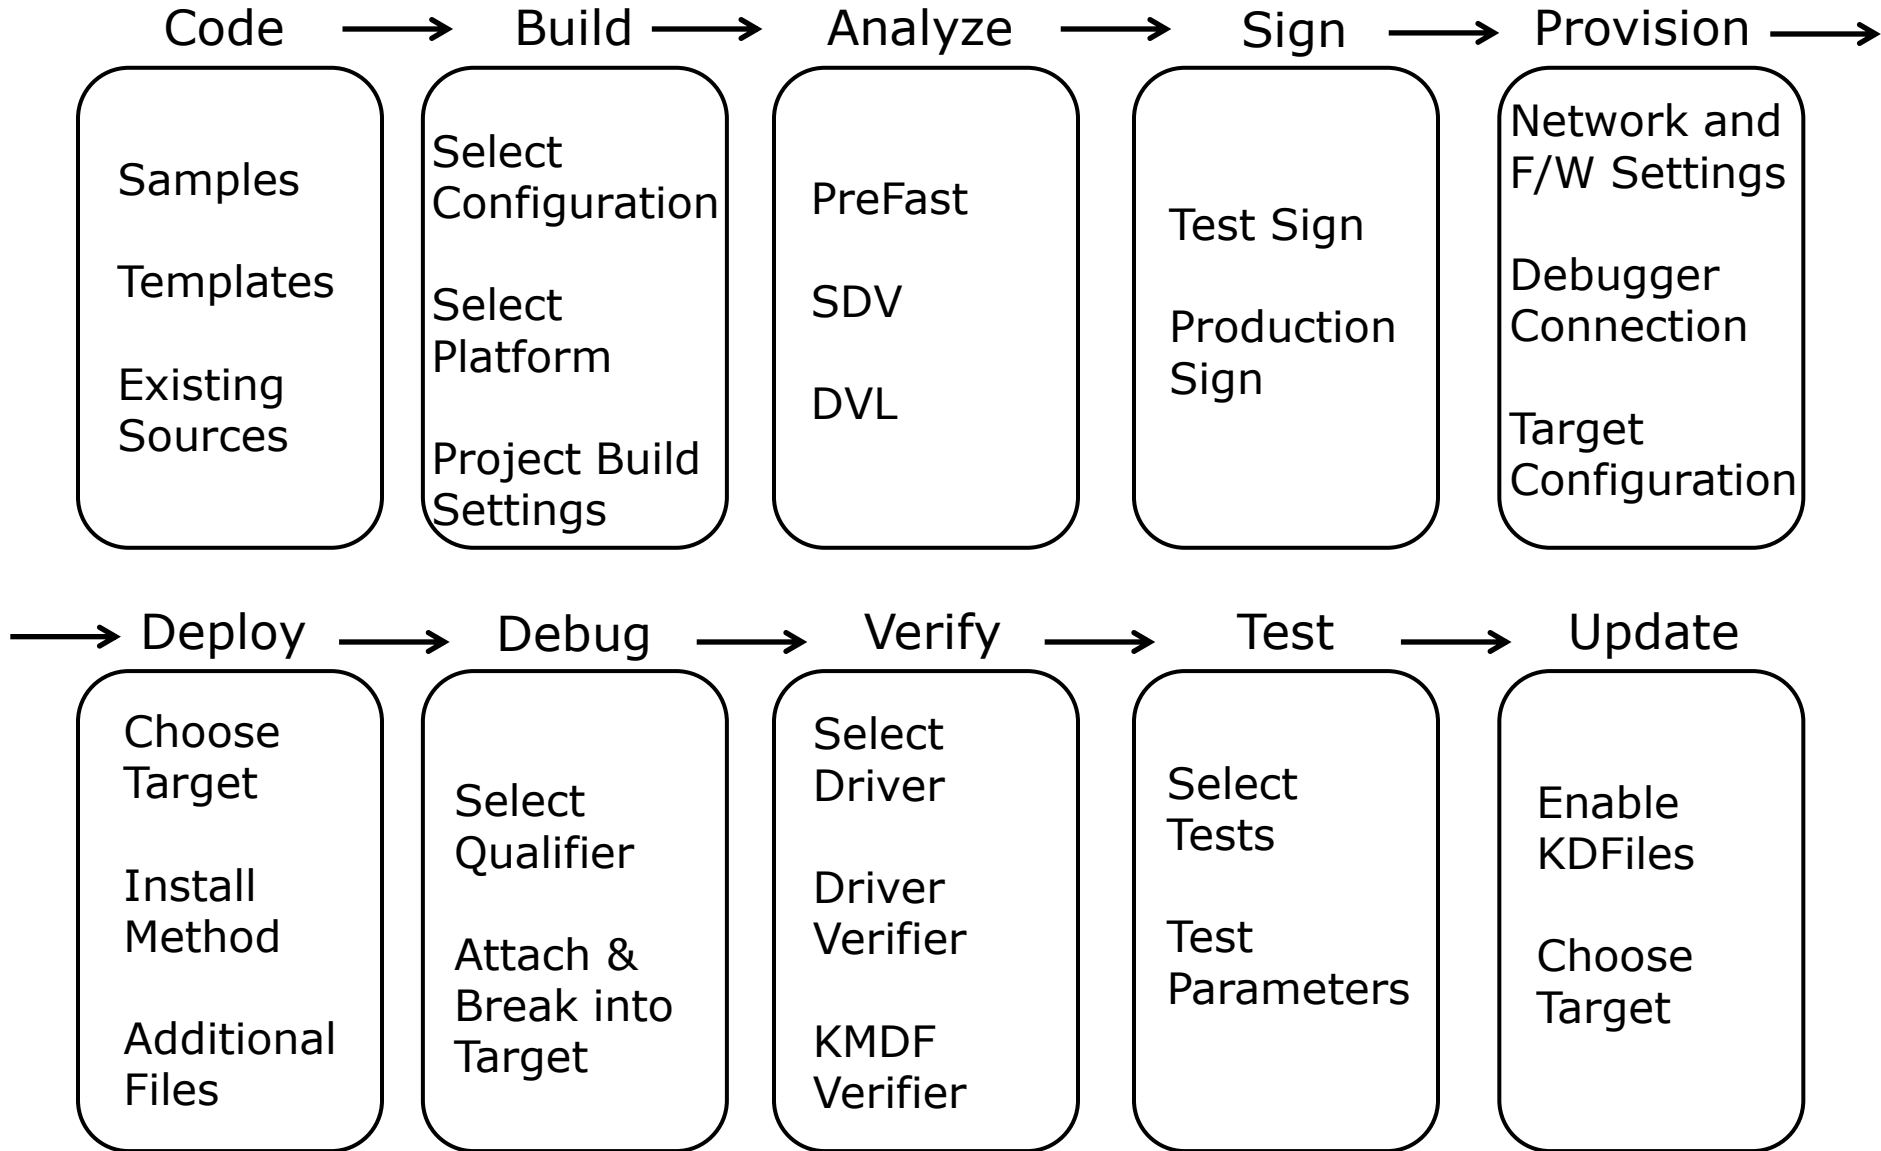 Code
Build
Analyze
Sign
Provision
Samples
Templates
Existing
Sources
Select
Configuration
Select
Platform
Project Build
Settings
PreFast
SDV
DVL
Test Sign
Production
Sign
Network and
F/W Settings
Debugger
Connection
Target
Configuration
Deploy
Debug
Verify
Test
Update
Choose
Target
Install
Method
Additional
Files
Select
Qualifier
Attach &
Break into
Target
Select
Driver
Driver
Verifier
KMDF
Verifier
Select
Tests
Test
Parameters
Enable
KDFiles
Choose
Target